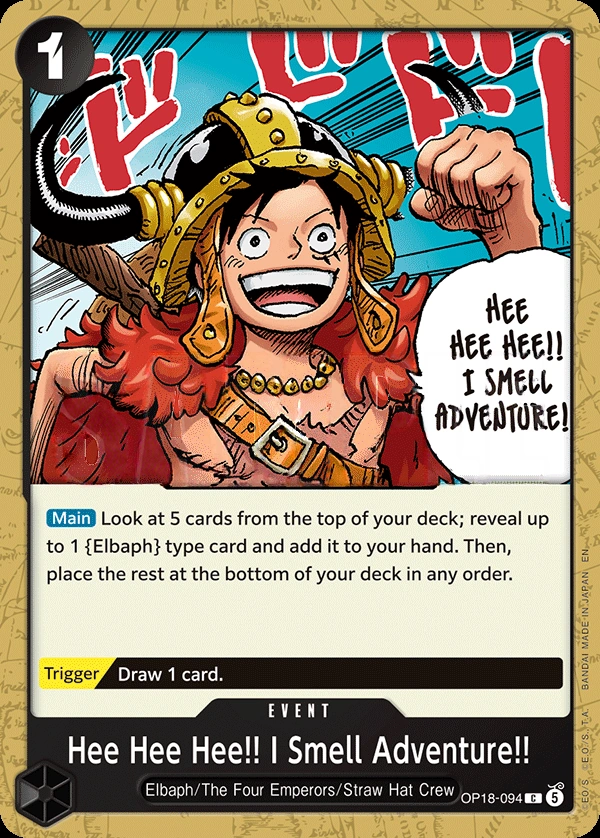 1
HEE
HEE HEE!!
I SMELL
ADVENTURE!
Main Look at 5 cards from the top of your deck; reveal up
to 1 {Elbaph} type card and add it to your hand. Then,
place the rest at the bottom of your deck in any order.
Trigger Draw 1 card.
EVENT
Hee Hee Hee!! I Smell Adventure!!
Elbaph/The Four Emperors/Straw Hat Crew
OP18-094 C 5
©E.O./S. ©E.O./S.,T.A. BANDAI MADE IN JAPAN EN